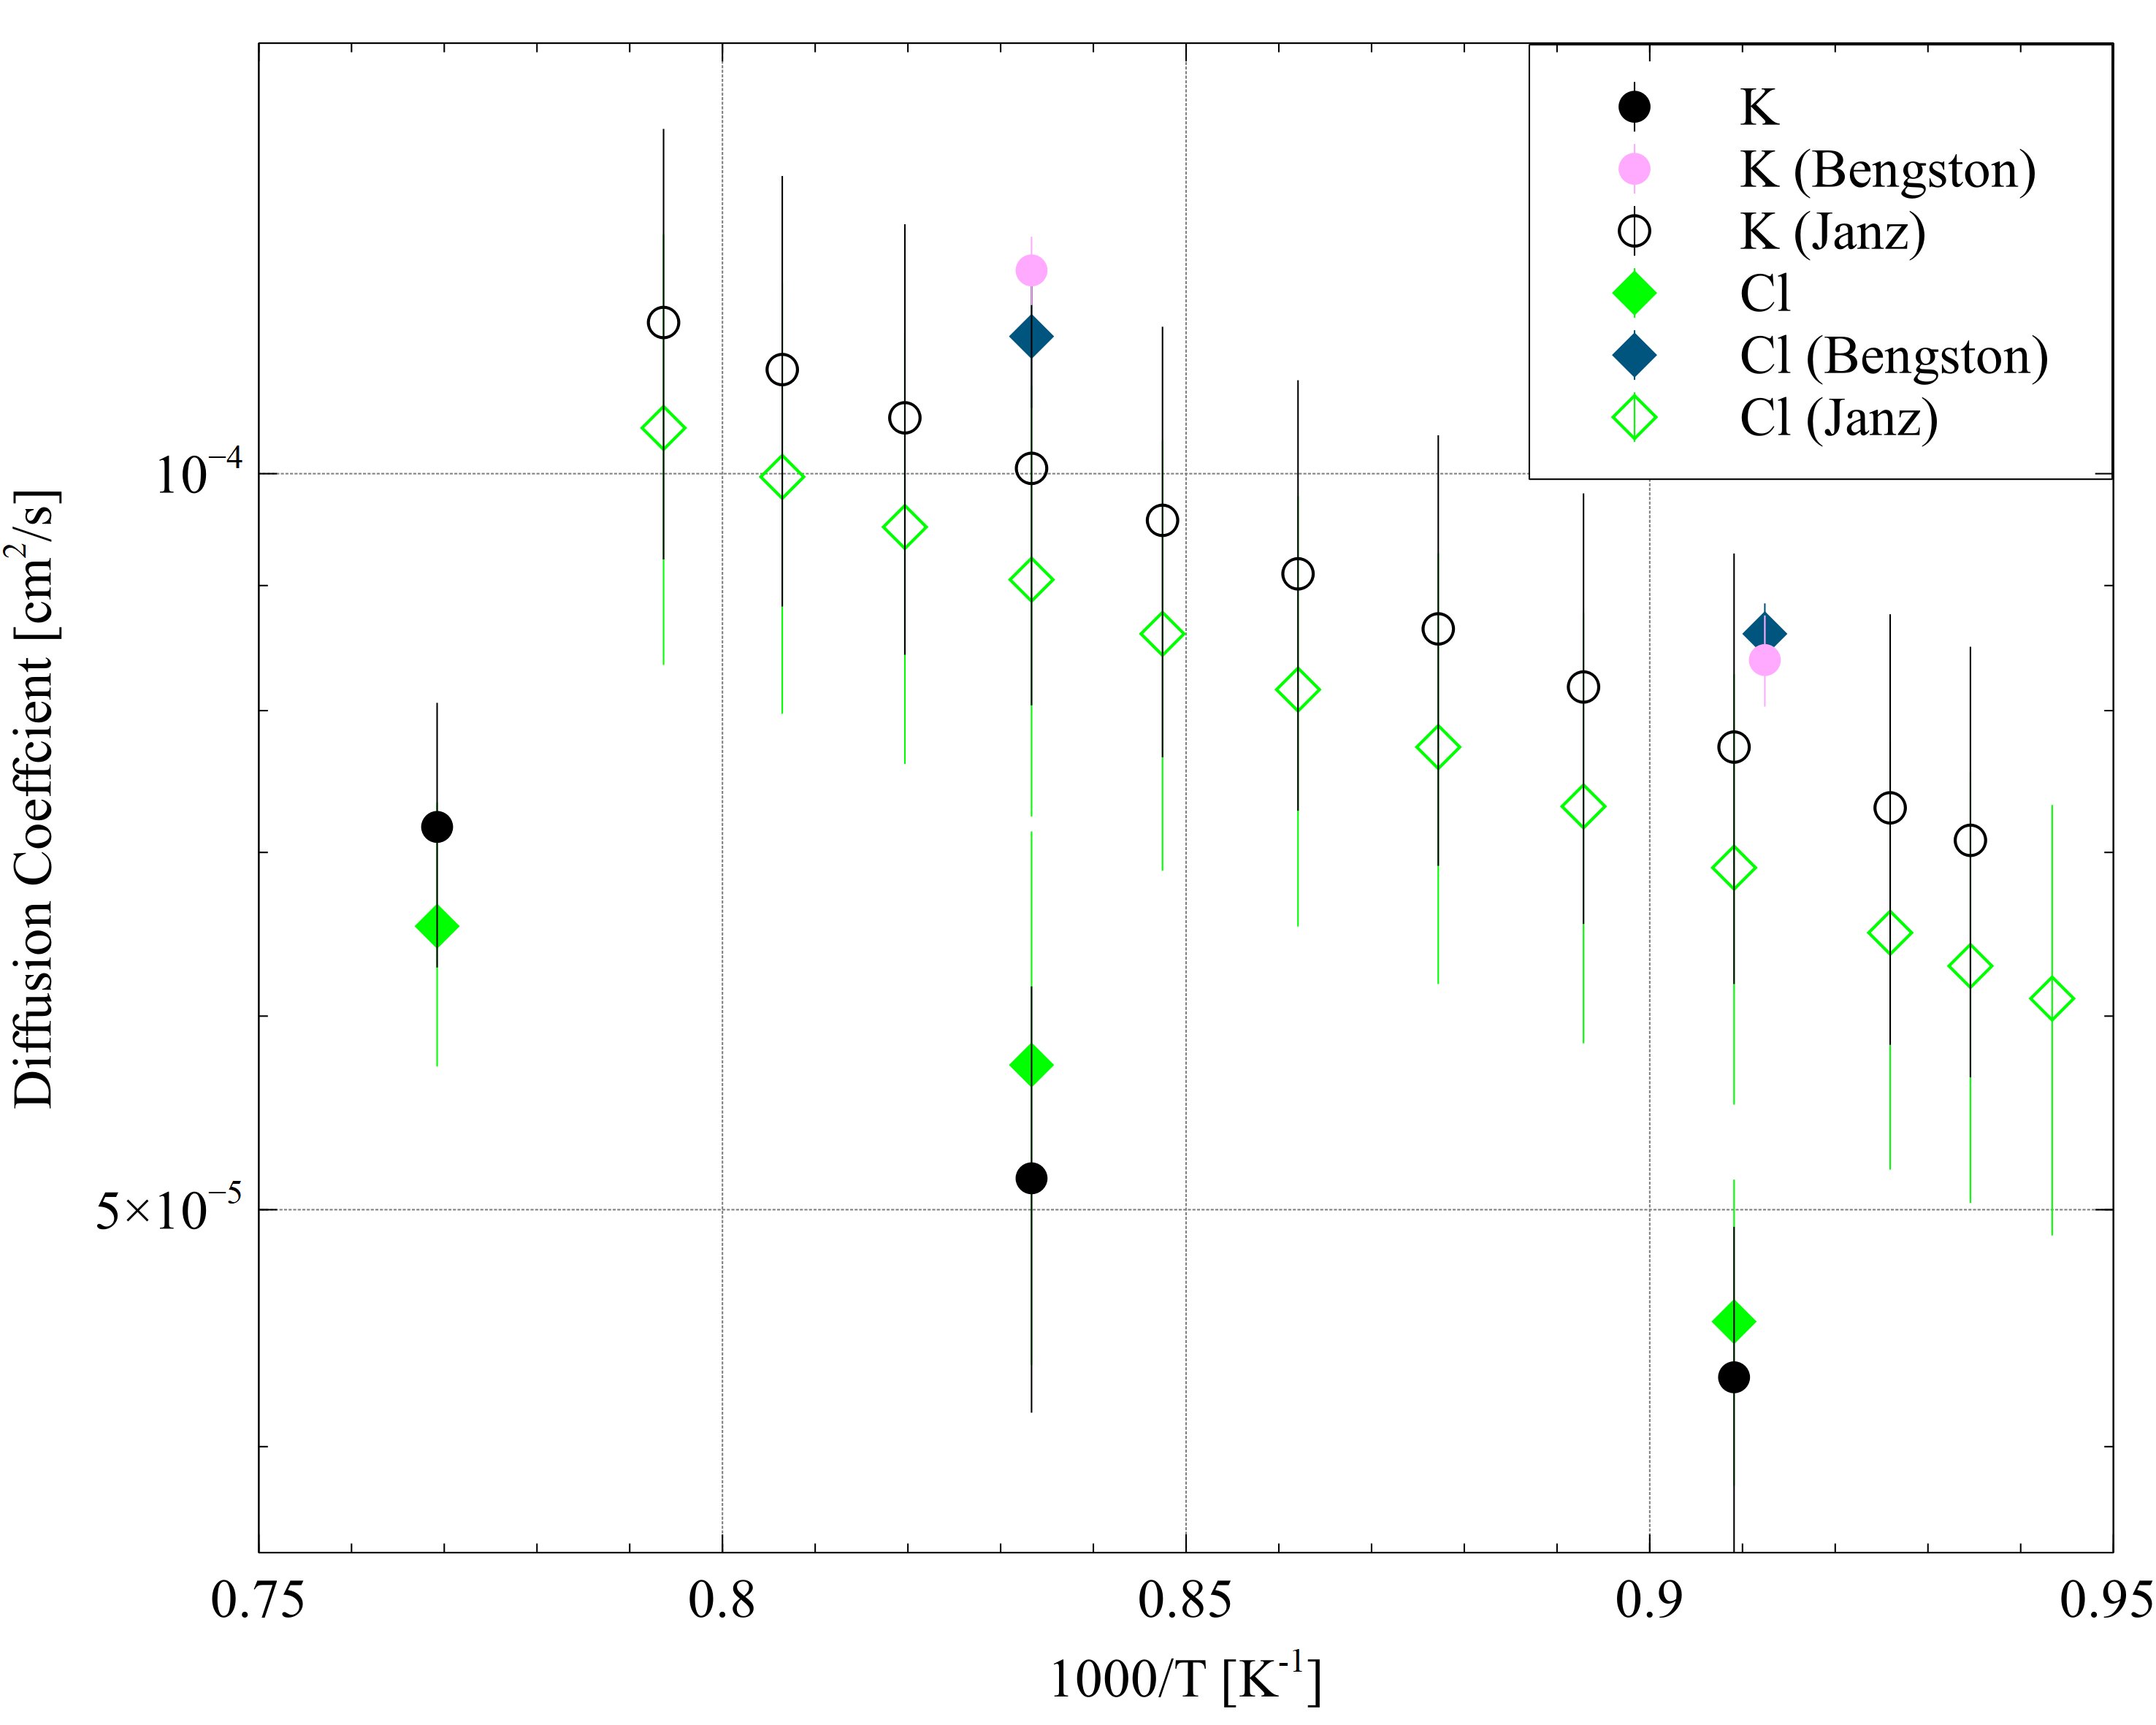 K
K (Bengston)
K (Janz)
Cl
Cl (Bengston)
Cl (Janz)
10⁻⁴
5×10⁻⁵
Diffusion Coeffcient [cm²/s]
0.75 0.8 0.85 0.9 0.95
1000/T [K⁻¹]